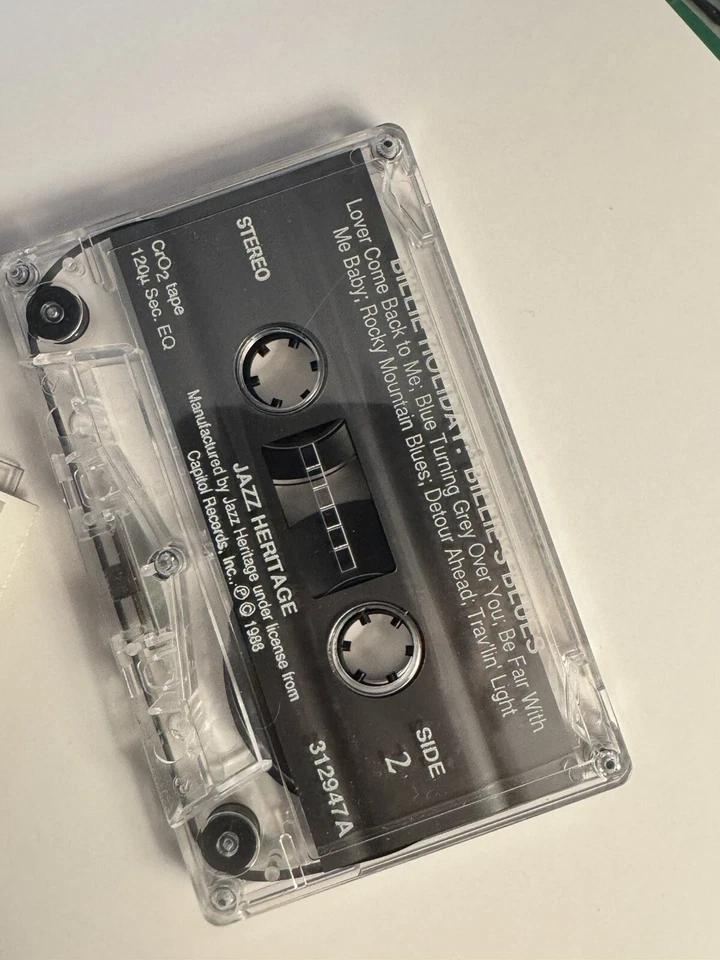 BILLIE HOLIDAY: BILLIE'S BLUES
Lover Come Back to Me; Blue Turning Grey Over You; Be Fair With
Me Baby; Rocky Mountain Blues; Detour Ahead; Trav'lin' Light
STEREO
SIDE
2
CrO2 tape
120µ Sec. EQ
312947A
JAZZ HERITAGE
Manufactured by Jazz Heritage under license from
Capitol Records, Inc., ℗ © 1986